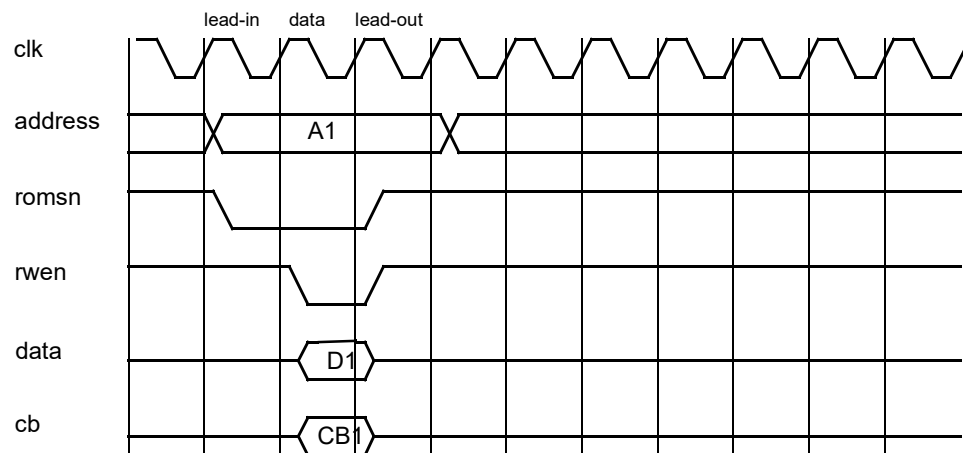 lead-in data lead-out
clk
address A1
romsn
rwen
data D1
cb CB1